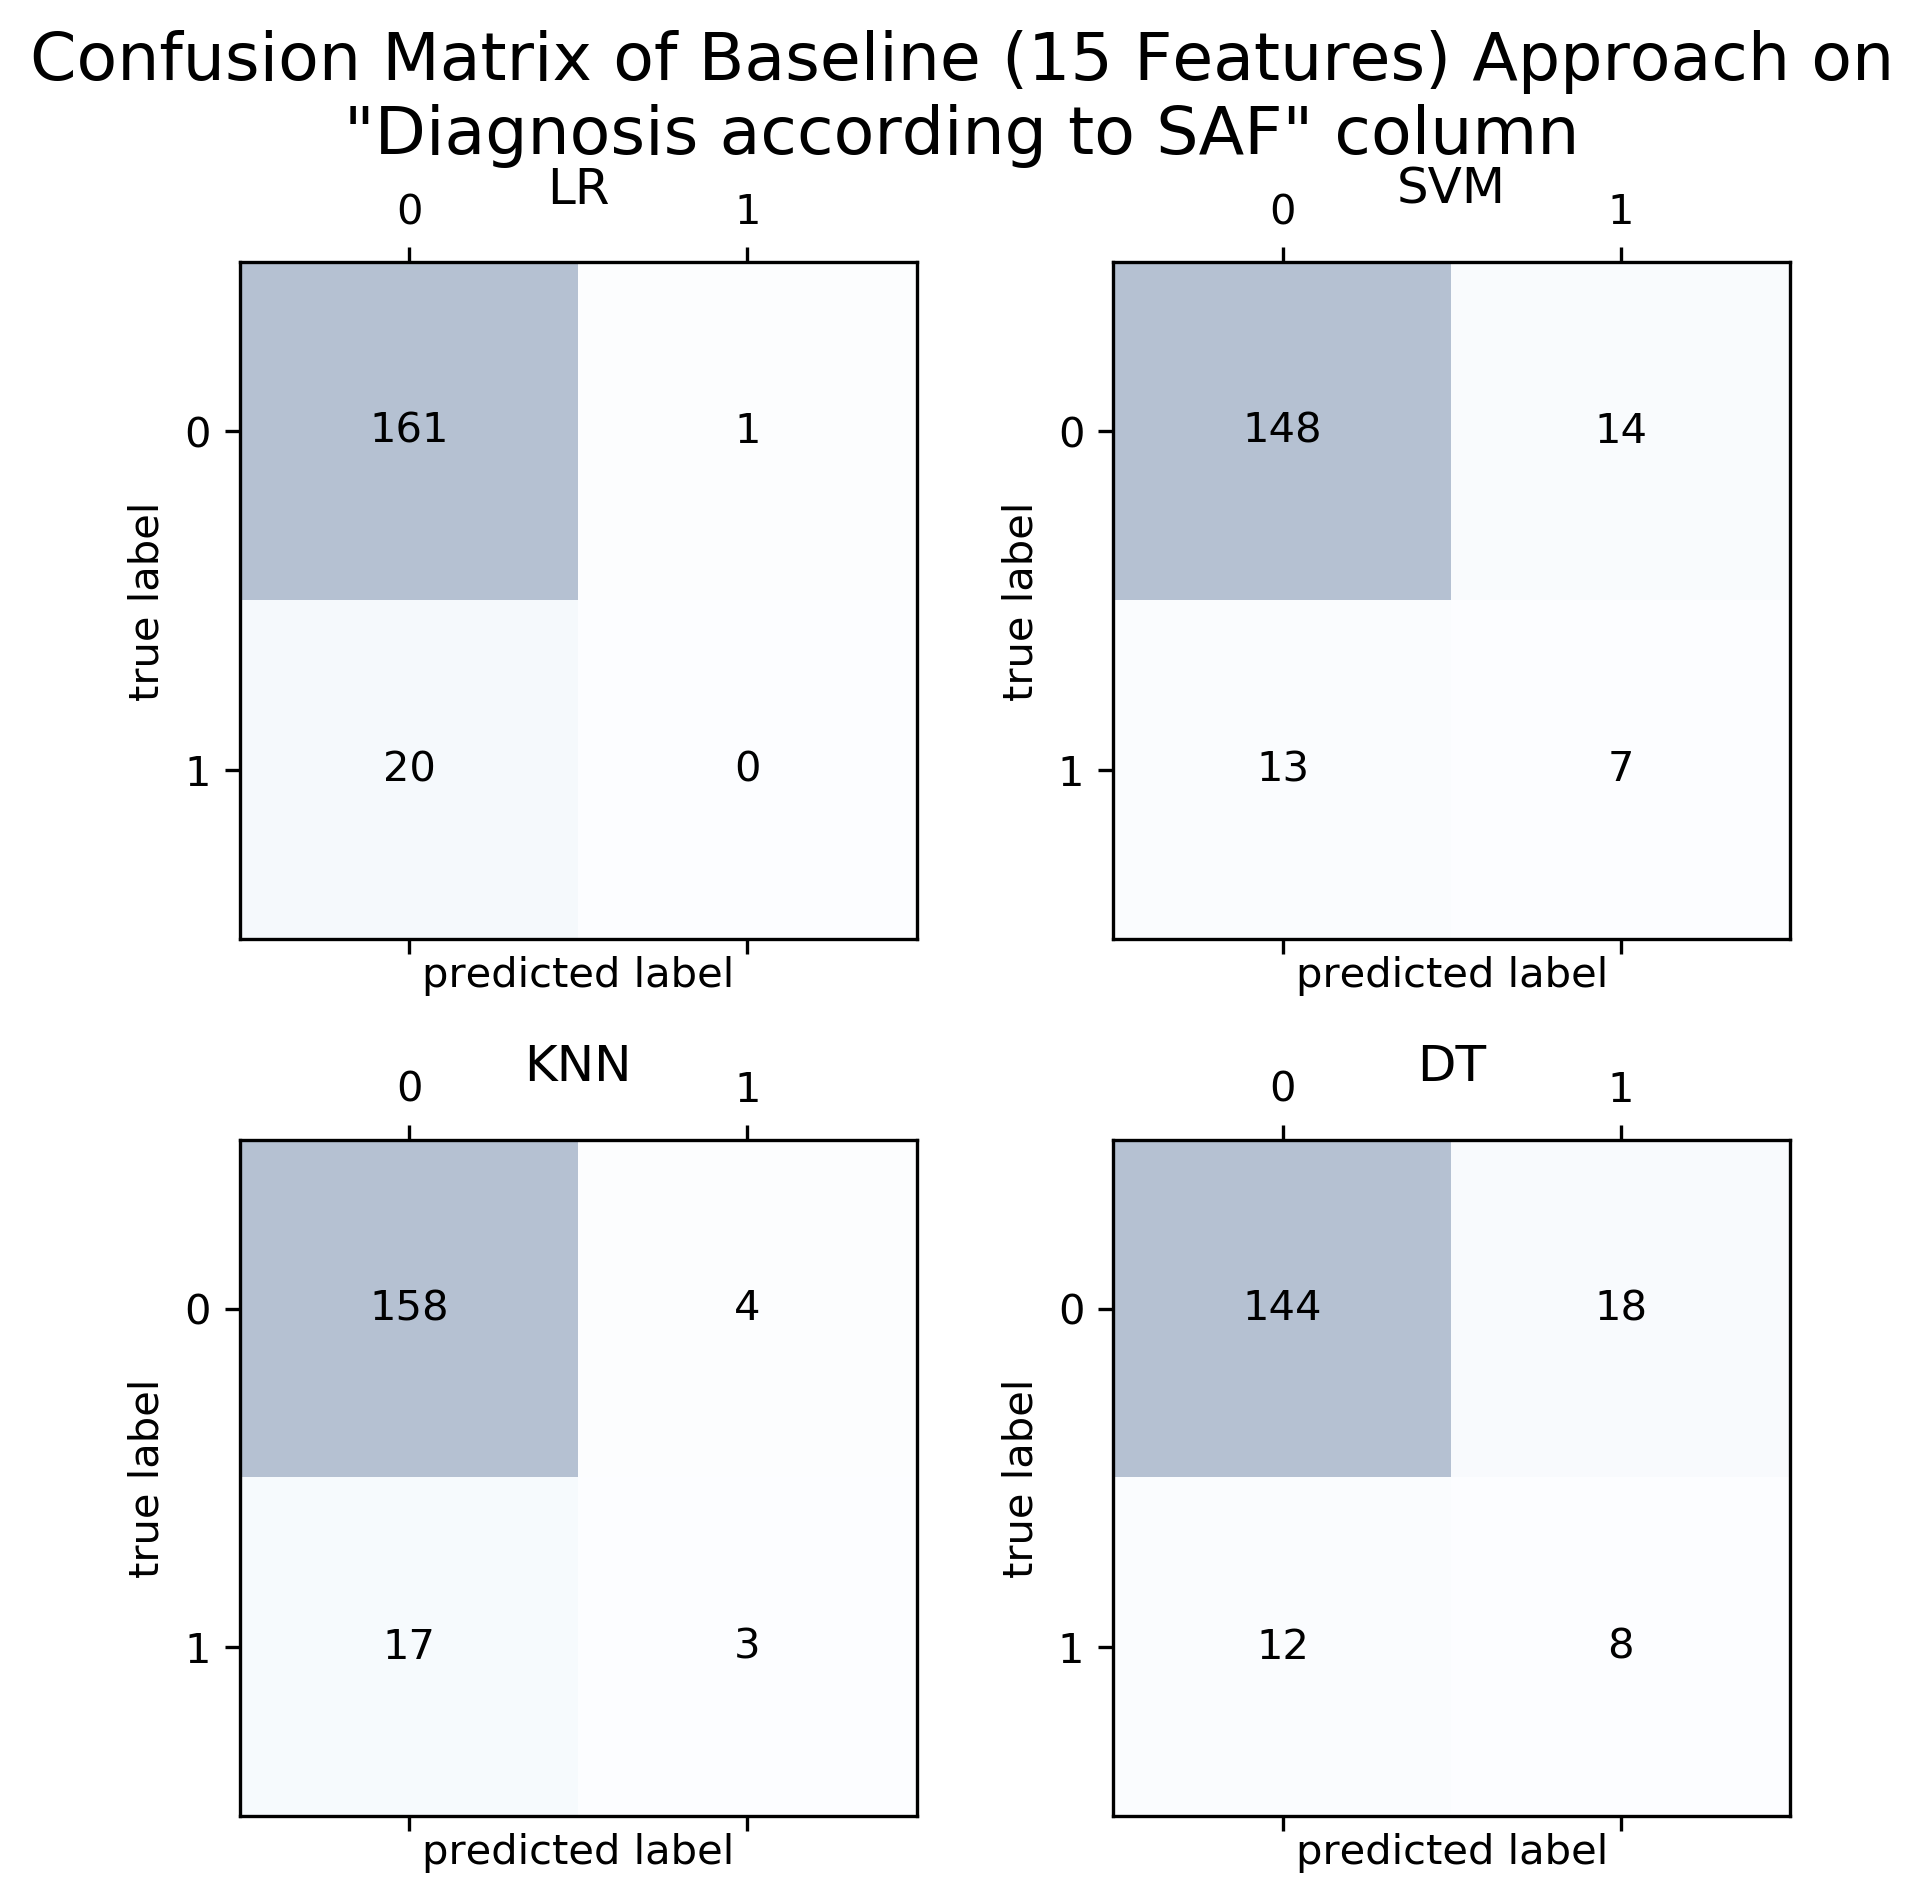 Confusion Matrix of Baseline (15 Features) Approach on
"Diagnosis according to SAF" column
LR
0 1
0 161 1
1 20 0
true label
predicted label
SVM
0 1
0 148 14
1 13 7
true label
predicted label
KNN
0 1
0 158 4
1 17 3
true label
predicted label
DT
0 1
0 144 18
1 12 8
true label
predicted label